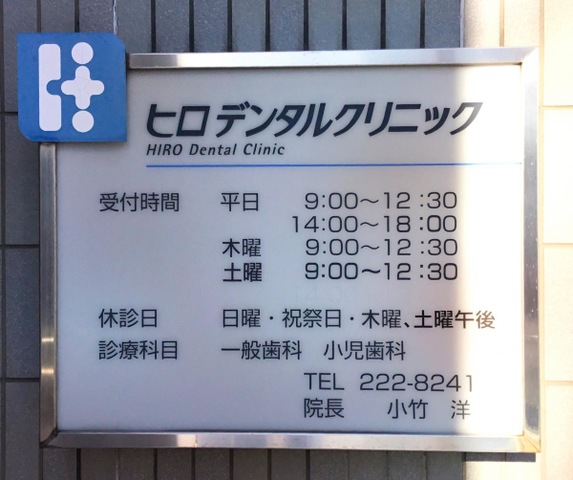 ヒロデンタルクリニック
HIRO Dental Clinic
受付時間 平日 9:00〜12:30
14:00〜18:00
木曜 9:00〜12:30
土曜 9:00〜12:30
休診日 日曜・祝祭日・木曜、土曜午後
診療科目 一般歯科 小児歯科
TEL 222-8241
院長 小竹 洋